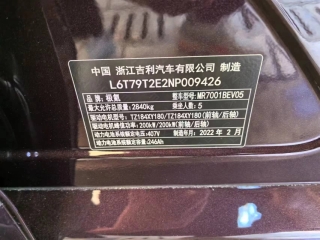 中国 浙江吉利汽车有限公司 制造
L6T79T2E2NP009426
品牌：极氪 整车型号：MR7001BEV05
最大允许总质量：2840kg 乘坐人数：5
驱动电机型号：TZ184XY180/TZ184XY180(前轴/后轴)
驱动电机峰值功率：200kW/200kW(前轴/后轴)
动力电池系统额定电压：407V 制造年月：2022 年 2 月
动力电池系统额定容量：246Ah